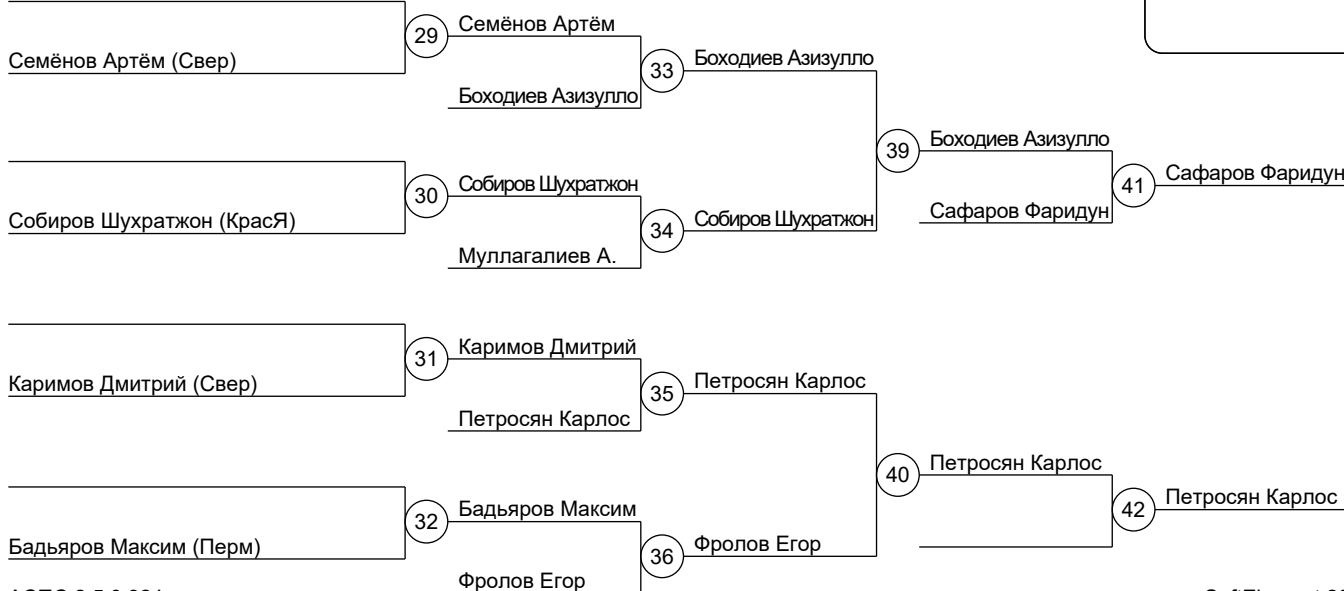 Семёнов Артём (Свер)
29
Семёнов Артём
Боходиев Азизулло
33
Боходиев Азизулло
Собиров Шухратжон (КрасЯ)
30
Собиров Шухратжон
Муллагалиев А.
34
Собиров Шухратжон
39
Боходиев Азизулло
Сафаров Фаридун
41
Сафаров Фаридун
Каримов Дмитрий (Свер)
31
Каримов Дмитрий
Петросян Карлос
35
Петросян Карлос
Бадьяров Максим (Перм)
32
Бадьяров Максим
Фролов Егор
36
Фролов Егор
40
Петросян Карлос
42
Петросян Карлос